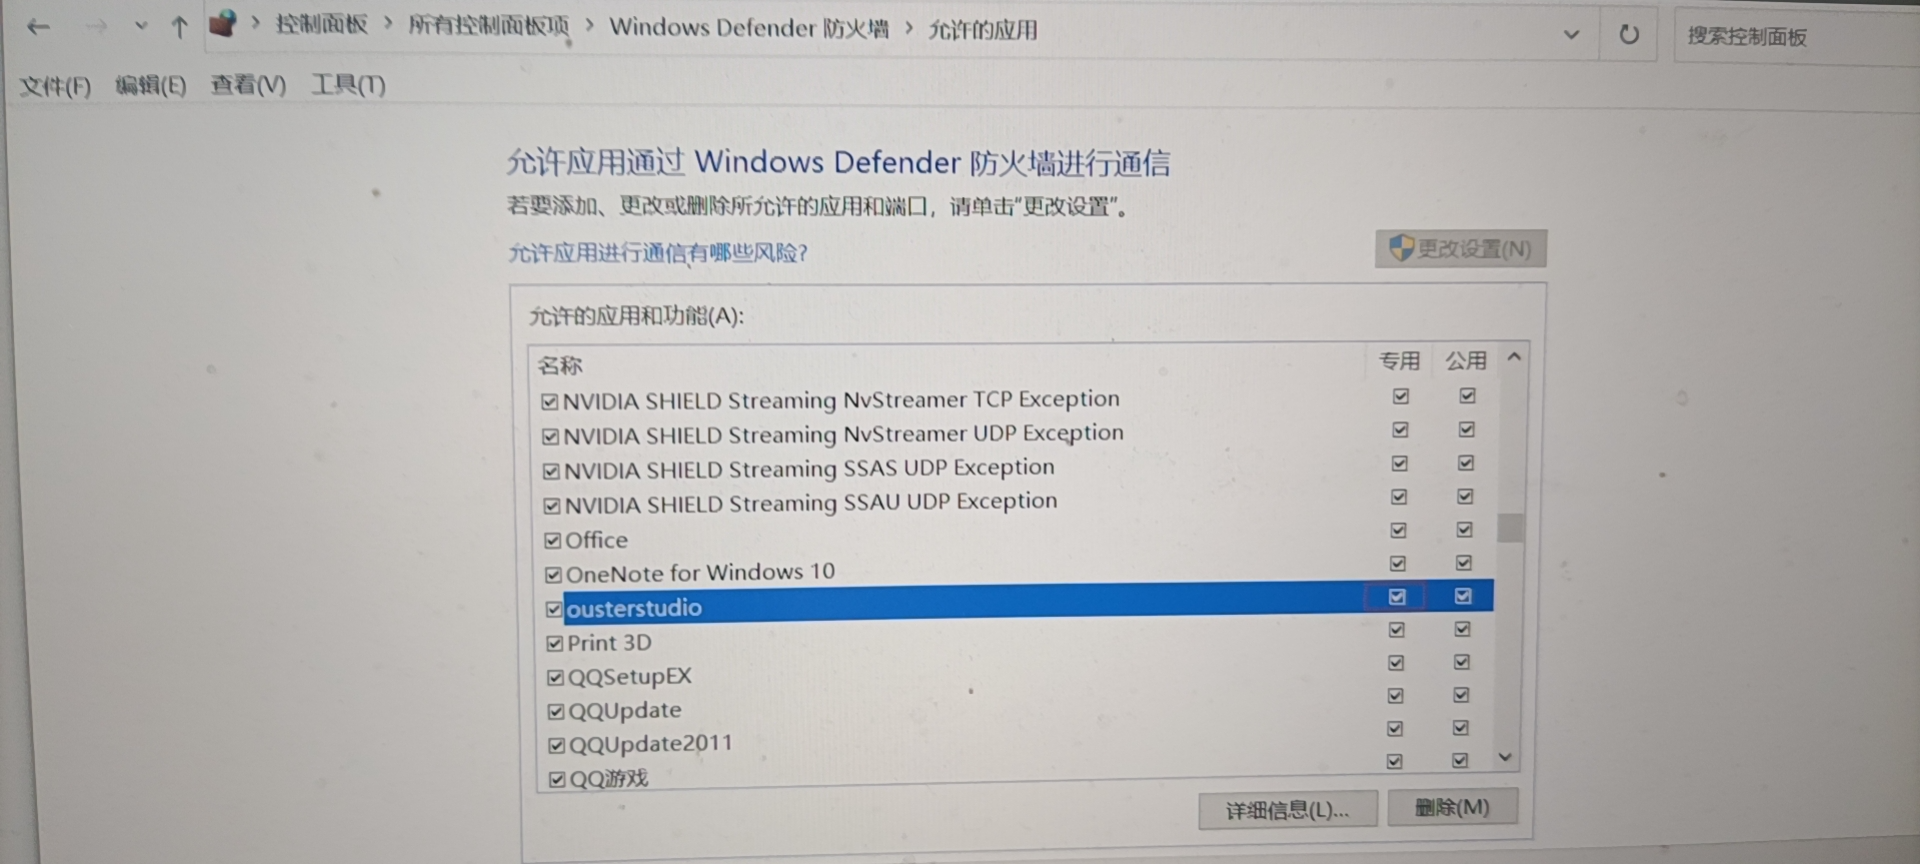 控制面板 > 所有控制面板项 > Windows Defender 防火墙 > 允许的应用
搜索控制面板
文件(F) 编辑(E) 查看(V) 工具(T)
允许应用通过 Windows Defender 防火墙进行通信
若要添加、更改或删除所允许的应用和端口，请单击"更改设置"。
允许应用进行通信有哪些风险?
更改设置(N)
允许的应用和功能(A):
名称 专用 公用
NVIDIA SHIELD Streaming NvStreamer TCP Exception
NVIDIA SHIELD Streaming NvStreamer UDP Exception
NVIDIA SHIELD Streaming SSAS UDP Exception
NVIDIA SHIELD Streaming SSAU UDP Exception
Office
OneNote for Windows 10
ousterstudio
Print 3D
QQSetupEX
QQUpdate
QQUpdate2011
QQ游戏
详细信息(L)... 删除(M)